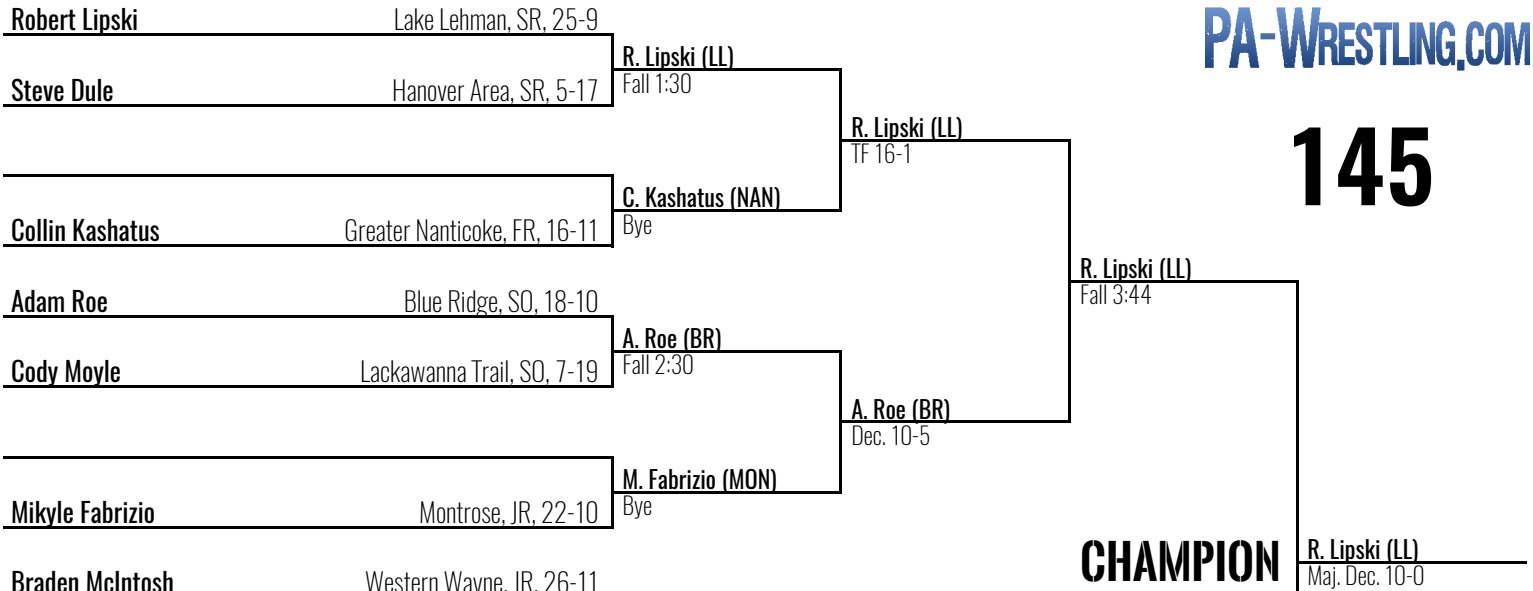 Robert Lipski Lake Lehman, SR, 25-9
R. Lipski (LL)
Fall 1:30
Steve Dule Hanover Area, SR, 5-17
R. Lipski (LL)
TF 16-1
C. Kashatus (NAN)
Bye
Collin Kashatus Greater Nanticoke, FR, 16-11
R. Lipski (LL)
Fall 3:44
Adam Roe Blue Ridge, SO, 18-10
A. Roe (BR)
Fall 2:30
Cody Moyle Lackawanna Trail, SO, 7-19
A. Roe (BR)
Dec. 10-5
M. Fabrizio (MON)
Bye
Mikyle Fabrizio Montrose, JR, 22-10
CHAMPION
R. Lipski (LL)
Maj. Dec. 10-0
Braden McIntosh Western Wayne, JR, 26-11
PA-WRESTLING.COM
145